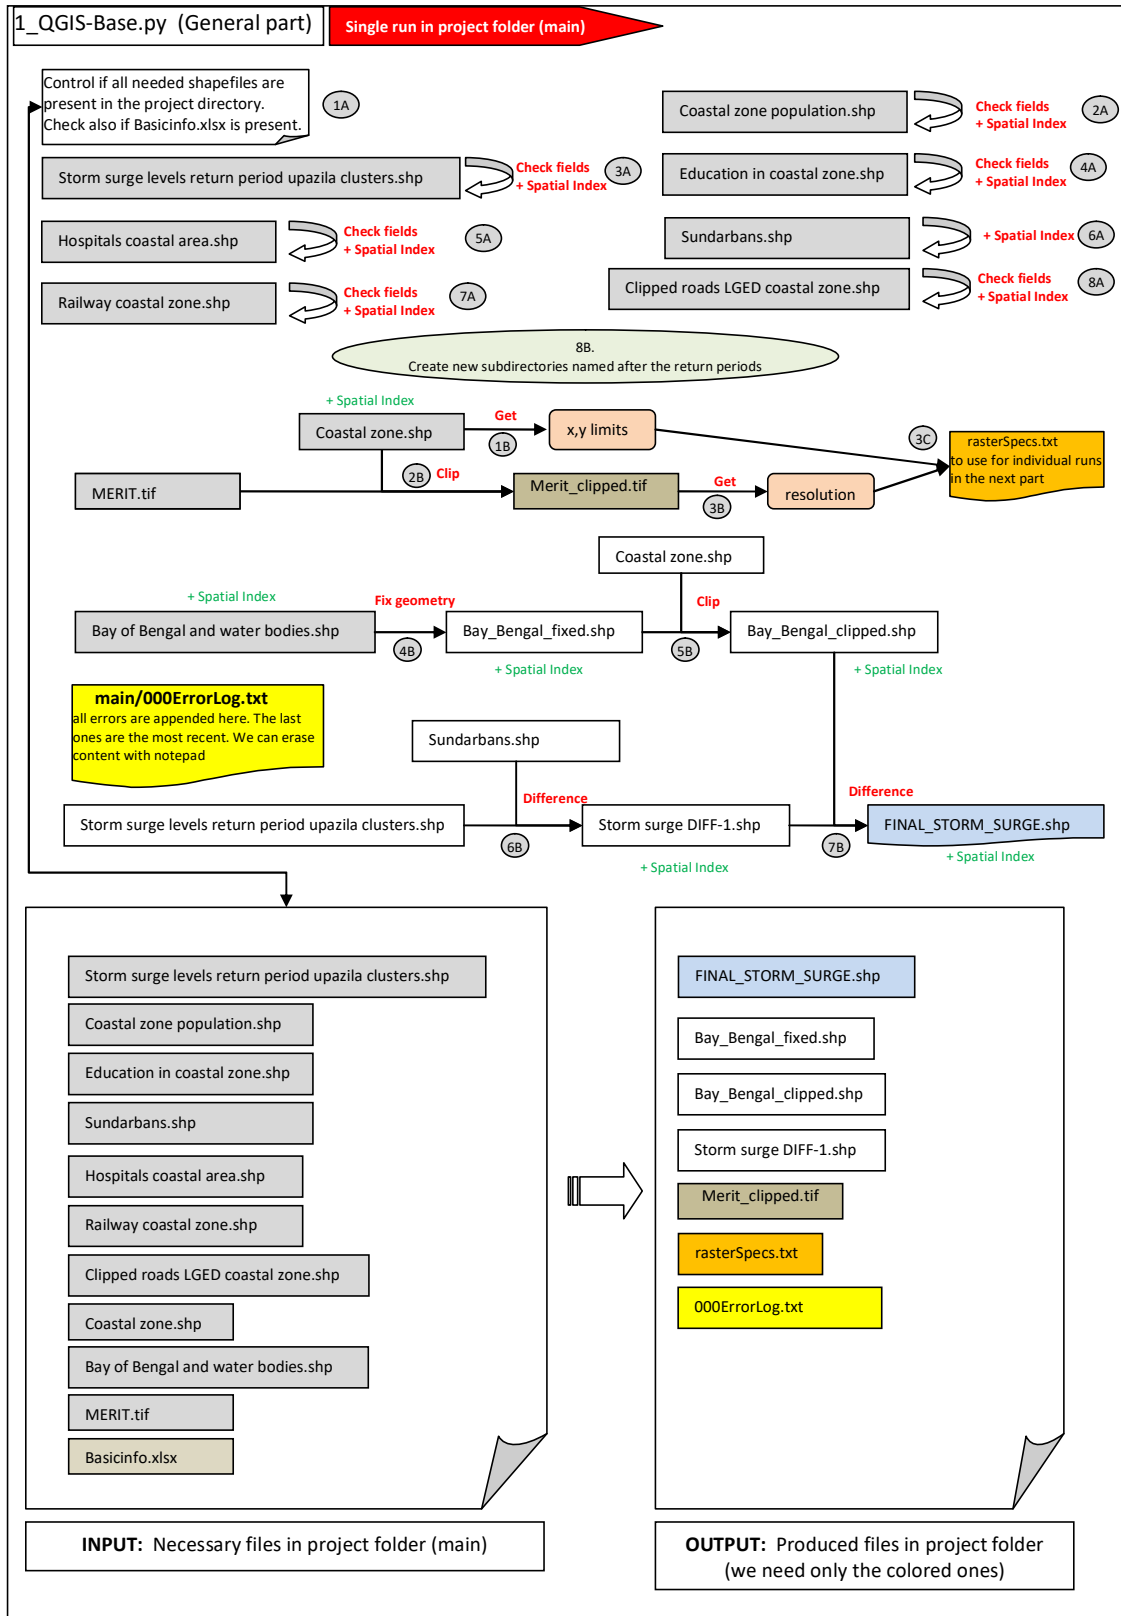 1_QGIS-Base.py (General part)
Single run in project folder (main)
Control if all needed shapefiles are
present in the project directory.
Check also if Basicinfo.xlsx is present.
1A
Coastal zone population.shp
Check fields
+ Spatial Index
2A
Storm surge levels return period upazila clusters.shp
Check fields
+ Spatial Index
3A
Education in coastal zone.shp
Check fields
+ Spatial Index
4A
Hospitals coastal area.shp
Check fields
+ Spatial Index
5A
Sundarbans.shp
+ Spatial Index
6A
Railway coastal zone.shp
Check fields
+ Spatial Index
7A
Clipped roads LGED coastal zone.shp
Check fields
+ Spatial Index
8A
8B.
Create new subdirectories named after the return periods
+ Spatial Index
Coastal zone.shp
Get
1B
x,y limits
3C
rasterSpecs.txt
to use for individual runs
in the next part
2B
Clip
MERIT.tif
Merit_clipped.tif
Get
3B
resolution
Coastal zone.shp
+ Spatial Index
Fix geometry
Clip
Bay of Bengal and water bodies.shp
4B
Bay_Bengal_fixed.shp
5B
Bay_Bengal_clipped.shp
+ Spatial Index
+ Spatial Index
main/000ErrorLog.txt
all errors are appended here. The last
ones are the most recent. We can erase
content with notepad
Sundarbans.shp
Difference
Difference
Storm surge levels return period upazila clusters.shp
6B
Storm surge DIFF-1.shp
7B
FINAL_STORM_SURGE.shp
+ Spatial Index
+ Spatial Index
Storm surge levels return period upazila clusters.shp
Coastal zone population.shp
Education in coastal zone.shp
Sundarbans.shp
Hospitals coastal area.shp
Railway coastal zone.shp
Clipped roads LGED coastal zone.shp
Coastal zone.shp
Bay of Bengal and water bodies.shp
MERIT.tif
Basicinfo.xlsx
FINAL_STORM_SURGE.shp
Bay_Bengal_fixed.shp
Bay_Bengal_clipped.shp
Storm surge DIFF-1.shp
Merit_clipped.tif
rasterSpecs.txt
000ErrorLog.txt
INPUT: Necessary files in project folder (main)
OUTPUT: Produced files in project folder
(we need only the colored ones)